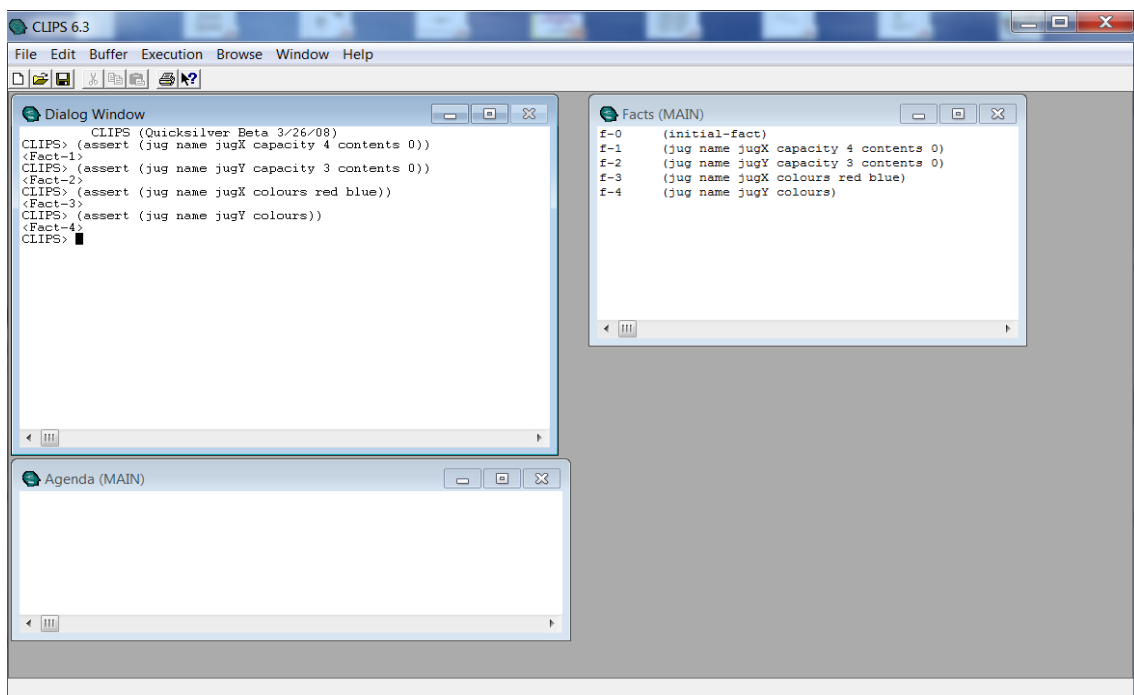 CLIPS 6.3
File Edit Buffer Execution Browse Window Help
Dialog Window
CLIPS (Quicksilver Beta 3/26/08)
CLIPS> (assert (jug name jugX capacity 4 contents 0))
<Fact-1>
CLIPS> (assert (jug name jugY capacity 3 contents 0))
<Fact-2>
CLIPS> (assert (jug name jugX colours red blue))
<Fact-3>
CLIPS> (assert (jug name jugY colours))
<Fact-4>
CLIPS>
Facts (MAIN)
f-0 (initial-fact)
f-1 (jug name jugX capacity 4 contents 0)
f-2 (jug name jugY capacity 3 contents 0)
f-3 (jug name jugX colours red blue)
f-4 (jug name jugY colours)
Agenda (MAIN)